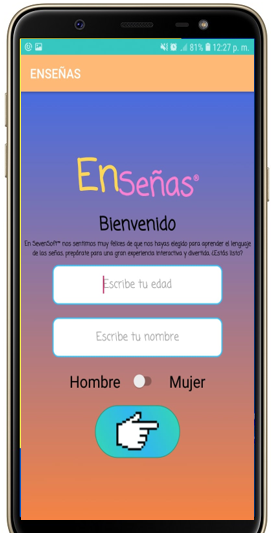 81% 12:27 p. m.
ENSEÑAS
EnSeñas®
Bienvenido
En SevenSoft™ nos sentimos muy felices de que nos hayas elegido para aprender el lenguaje
de las señas, prepárate para una gran experiencia interactiva y divertida. ¿Estás listo?
Escribe tu edad
Escribe tu nombre
Hombre Mujer